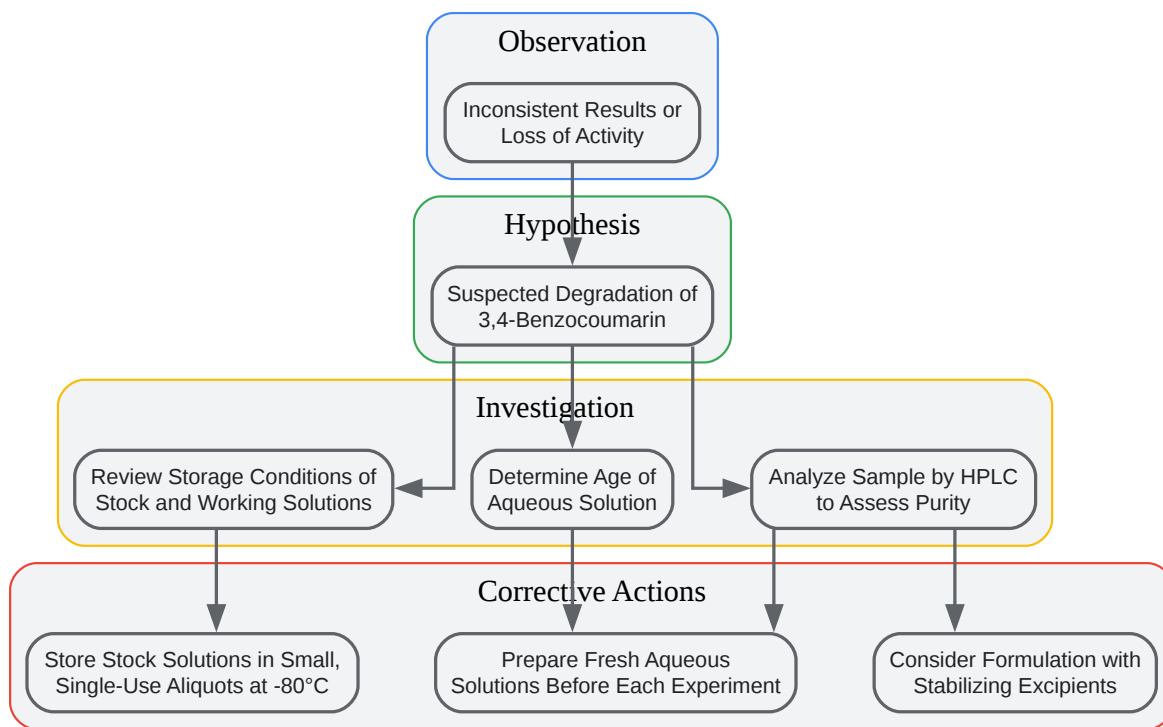 Observation
Inconsistent Results or
Loss of Activity
Hypothesis
Suspected Degradation of
3,4-Benzocoumarin
Investigation
Review Storage Conditions of
Stock and Working Solutions
Determine Age of
Aqueous Solution
Analyze Sample by HPLC
to Assess Purity
Corrective Actions
Store Stock Solutions in Small,
Single-Use Aliquots at -80°C
Prepare Fresh Aqueous
Solutions Before Each Experiment
Consider Formulation with
Stabilizing Excipients